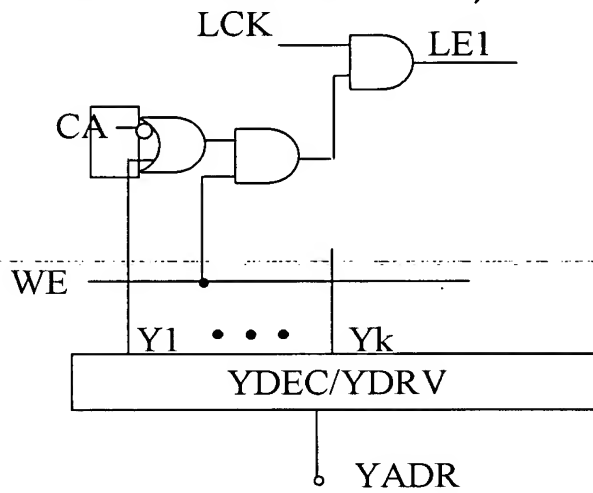 LCK
LE1
CA
WE
Y1 • • • Yk
YDEC/YDRV
YADR